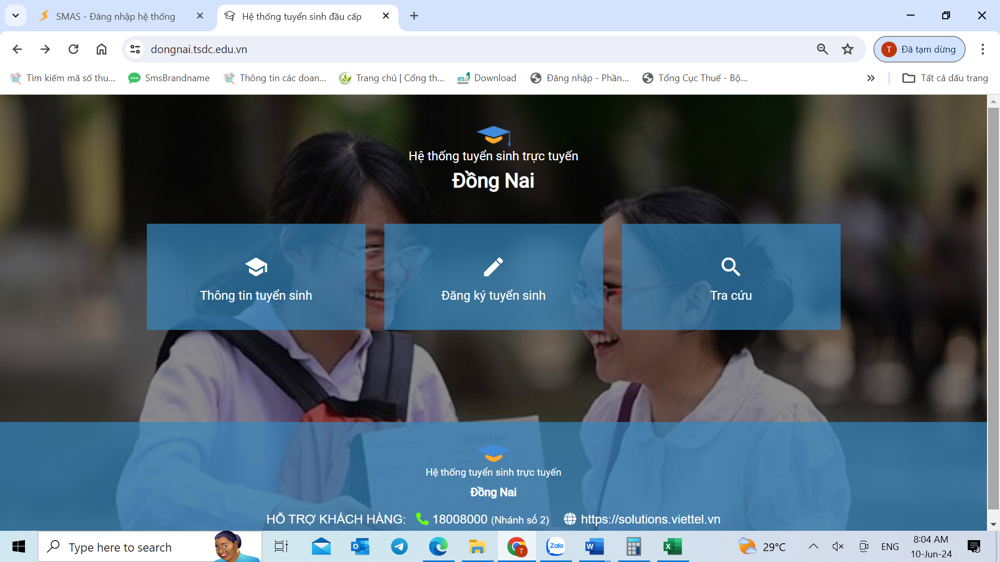 SMAS - Đăng nhập hệ thống
Hệ thống tuyển sinh đầu cấp
dongnai.tsdc.edu.vn
T
Đã tạm dừng
Tìm kiếm mã số thu...
SmsBrandname
Thông tin các doan...
Trang chủ | Cổng th...
Download
Đăng nhập - Phần...
Tổng Cục Thuế - Bộ...
Tất cả dấu trang
Hệ thống tuyển sinh trực tuyến
Đồng Nai
Thông tin tuyển sinh
Đăng ký tuyển sinh
Tra cứu
Hệ thống tuyển sinh trực tuyến
Đồng Nai
HỖ TRỢ KHÁCH HÀNG: 18008000 (Nhánh số 2) https://solutions.viettel.vn
Type here to search
T
Zalo
29°C
ENG
8:04 AM
10-Jun-24